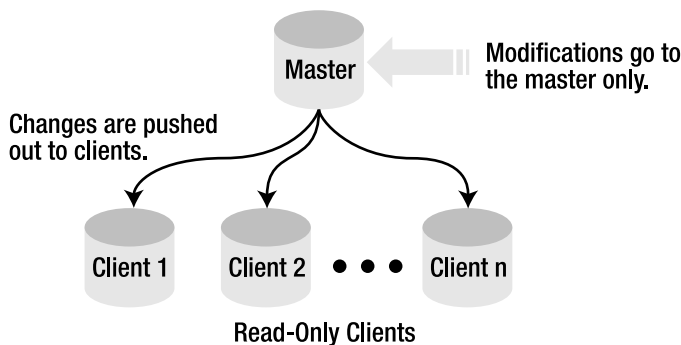 Master
Modifications go to
the master only.
Changes are pushed
out to clients.
Client 1
Client 2
Client n
Read-Only Clients